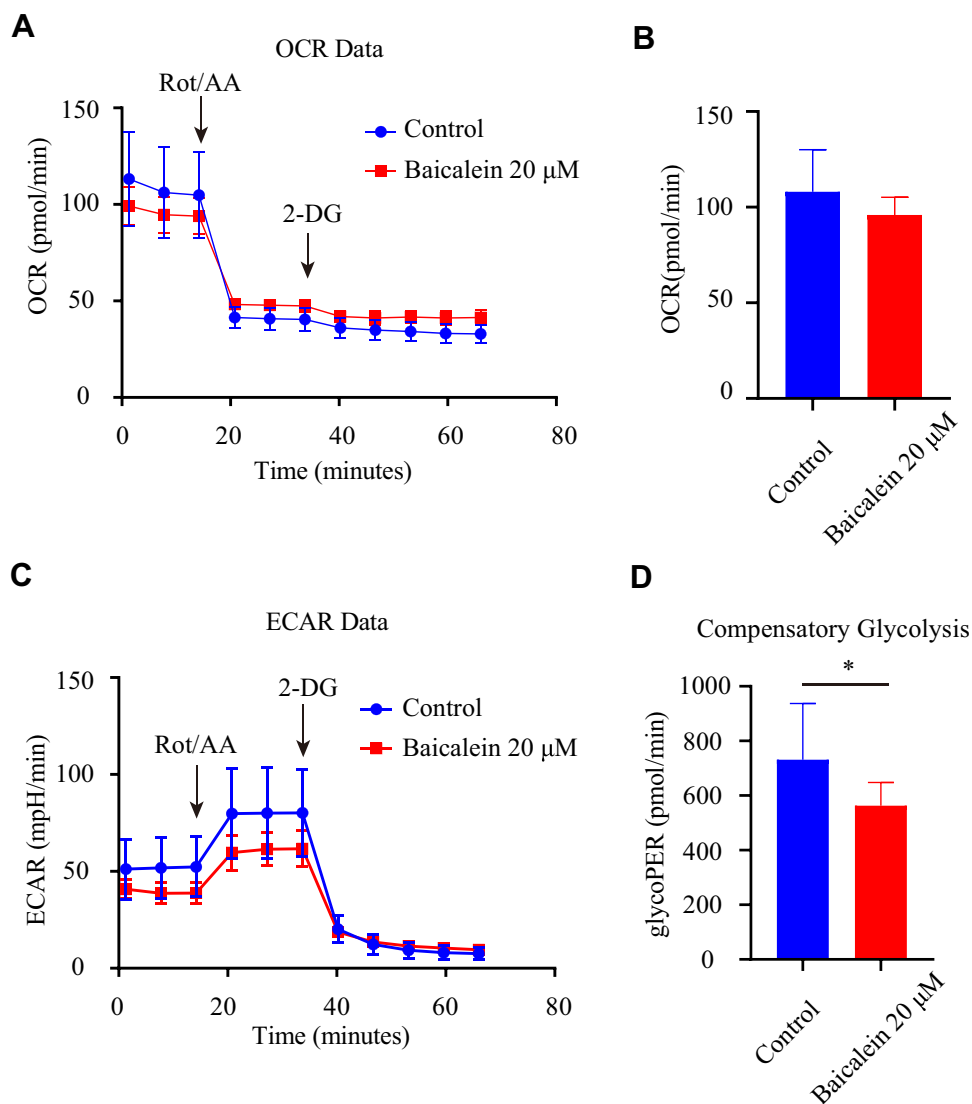 A
OCR Data
Rot/AA
Control
Baicalein 20 μM
2-DG
OCR (pmol/min)
150
100
50
0
0 20 40 60 80
Time (minutes)
B
OCR(pmol/min)
150
100
50
0
Control
Baicalein 20 μM
C
ECAR Data
2-DG
Control
Rot/AA
Baicalein 20 μM
ECAR (mpH/min)
150
100
50
0
0 20 40 60 80
Time (minutes)
D
Compensatory Glycolysis
*
glycoPER (pmol/min)
1000
800
600
400
200
0
Control
Baicalein 20 μM